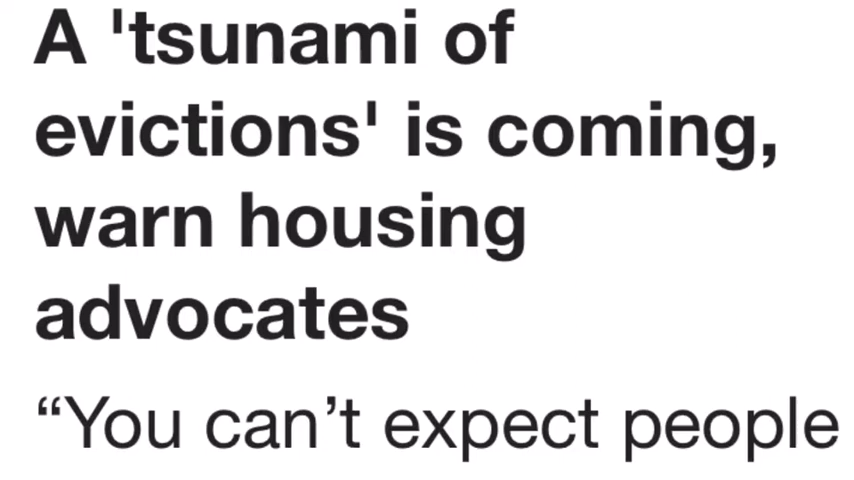 A 'tsunami of
evictions' is coming,
warn housing
advocates
“You can’t expect people